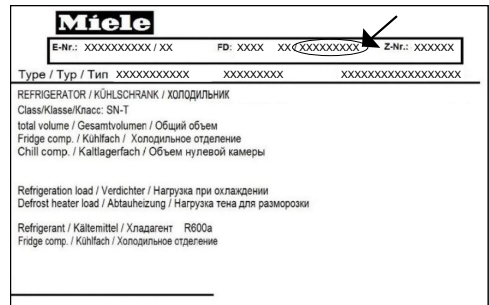 Miele
E-Nr.: XXXXXXXXXX / XX FD: XXXX XX / XXXXXXXXX Z-Nr.: XXXXXX
Type / Typ / Тип XXXXXXXXXXX XXXXXXXXX XXXXXXXXXXXXXXXXXX
REFRIGERATOR / KÜHLSCHRANK / ХОЛОДИЛЬНИК
Class/Klasse/Класс: SN-T
total volume / Gesamtvolumen / Общий объем
Fridge comp. / Kühlfach / Холодильное отделение
Chill comp. / Kaltlagerfach / Объем нулевой камеры
Refrigeration load / Verdichter / Нагрузка при охлаждении
Defrost heater load / Abtauheizung / Нагрузка тена для разморозки
Refrigerant / Kältemittel / Хладагент R600a
Fridge comp. / Kühlfach / Холодильное отделение